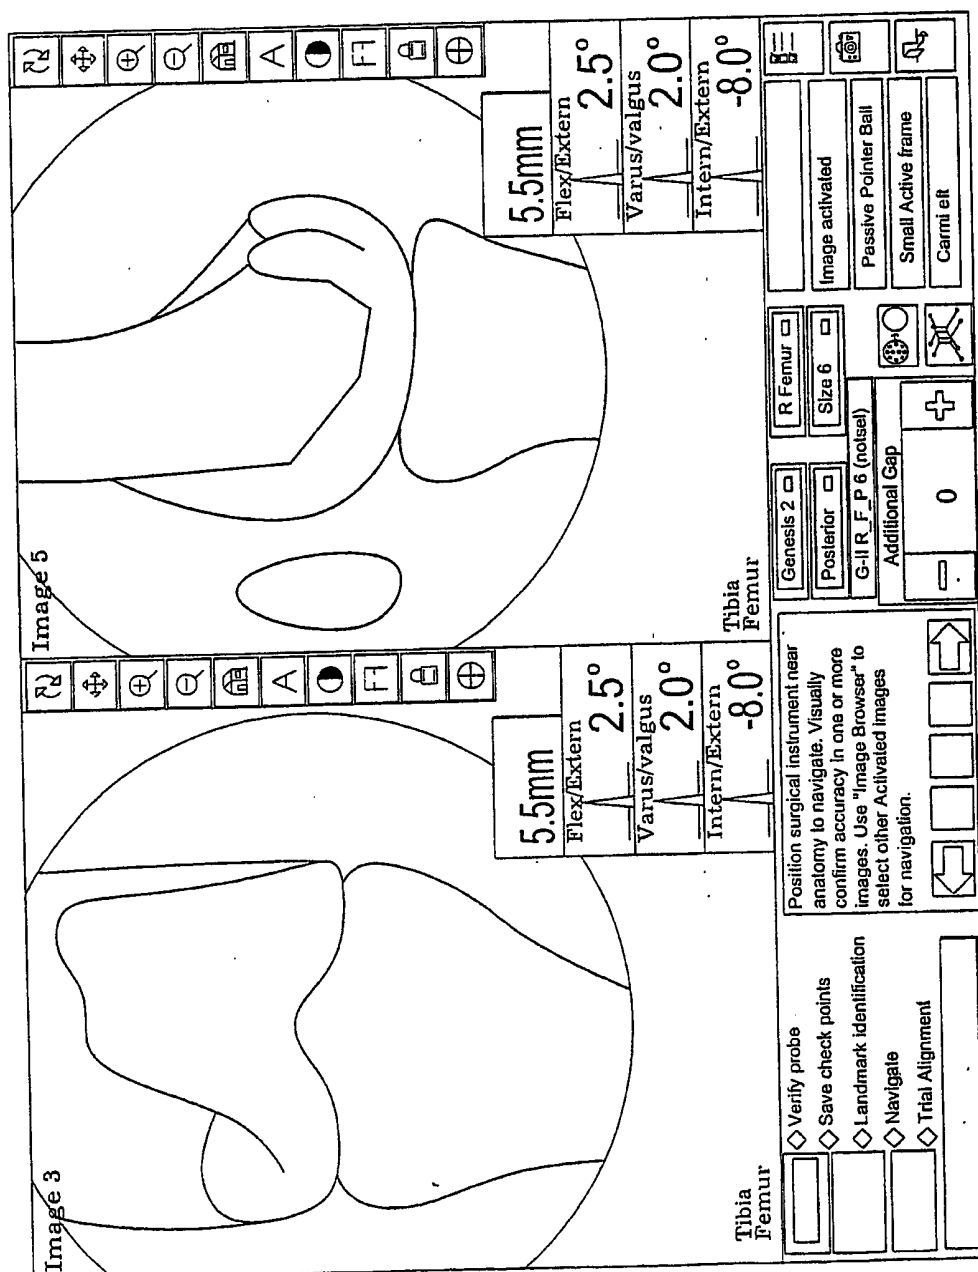 Image 3
A
5.5mm
Flex/Extern
2.5°
Varus/valgus
2.0°
Intern/Extern
-8.0°
Tibia
Femur
Image 5
A
5.5mm
Flex/Extern
2.5°
Varus/valgus
2.0°
Intern/Extern
-8.0°
Tibia
Femur
Verify probe
Save check points
Landmark identification
Navigate
Trial Alignment
Position surgical instrument near
anatomy to navigate. Visually
confirm accuracy in one or more
images. Use "Image Browser" to
select other Activated Images
for navigation.
Genesis 2
R Femur
Posterior
Size 6
G-II R_F_P 6 (notsel)
Additional Gap
0
Image activated
Passive Pointer Ball
Small Active frame
Carmi elt